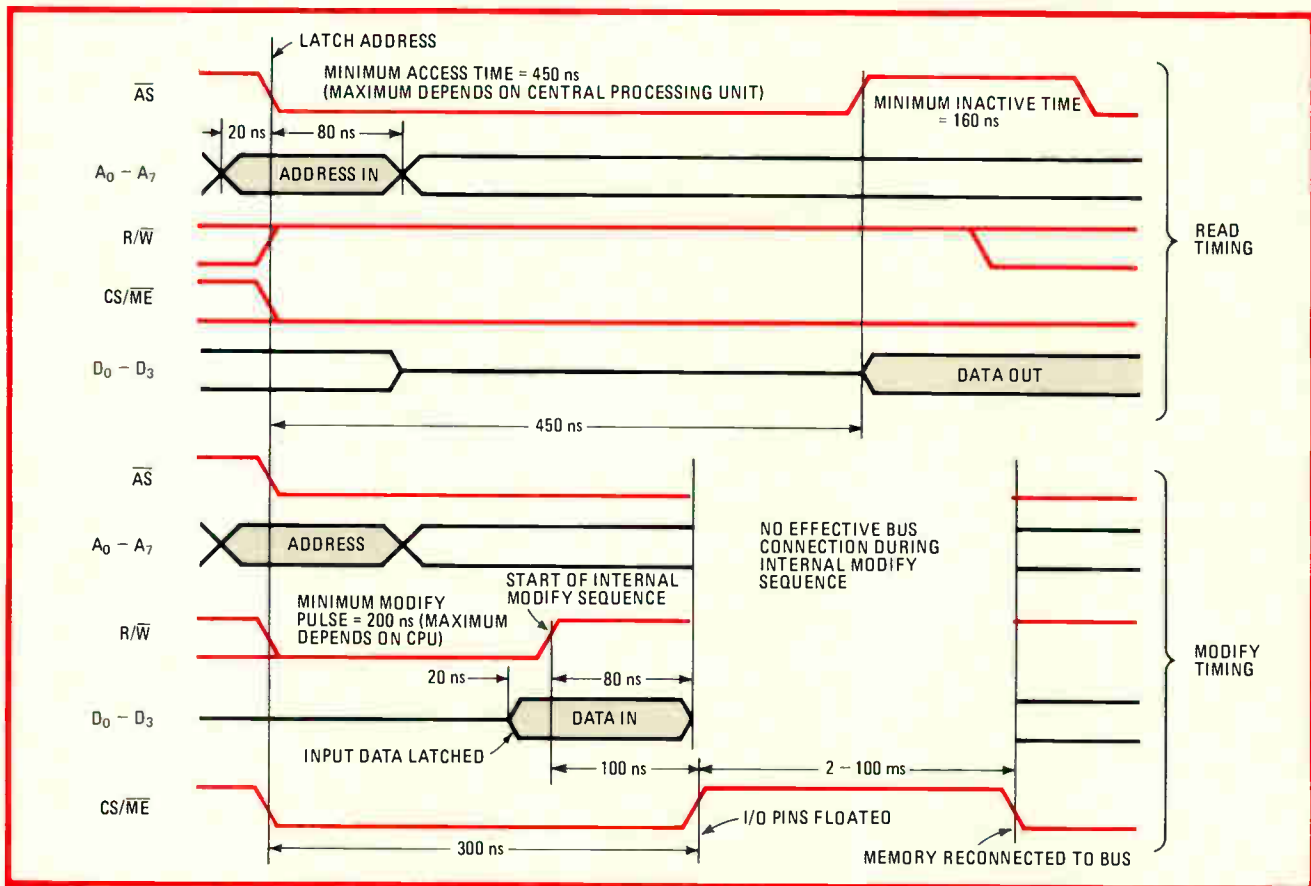 LATCH ADDRESS
AS
MINIMUM ACCESS TIME = 450 ns
(MAXIMUM DEPENDS ON CENTRAL PROCESSING UNIT)
MINIMUM INACTIVE TIME
= 160 ns
20 ns
80 ns
A0 – A7
ADDRESS IN
R/W
READ
TIMING
CS/ME
D0 – D3
DATA OUT
450 ns
AS
A0 – A7
ADDRESS
NO EFFECTIVE BUS
CONNECTION DURING
INTERNAL MODIFY
SEQUENCE
START OF INTERNAL
MODIFY SEQUENCE
R/W
MINIMUM MODIFY
PULSE = 200 ns (MAXIMUM
DEPENDS ON CPU)
MODIFY
TIMING
20 ns
80 ns
D0 – D3
DATA IN
INPUT DATA LATCHED
100 ns
2 – 100 ms
CS/ME
I/O PINS FLOATED
300 ns
MEMORY RECONNECTED TO BUS